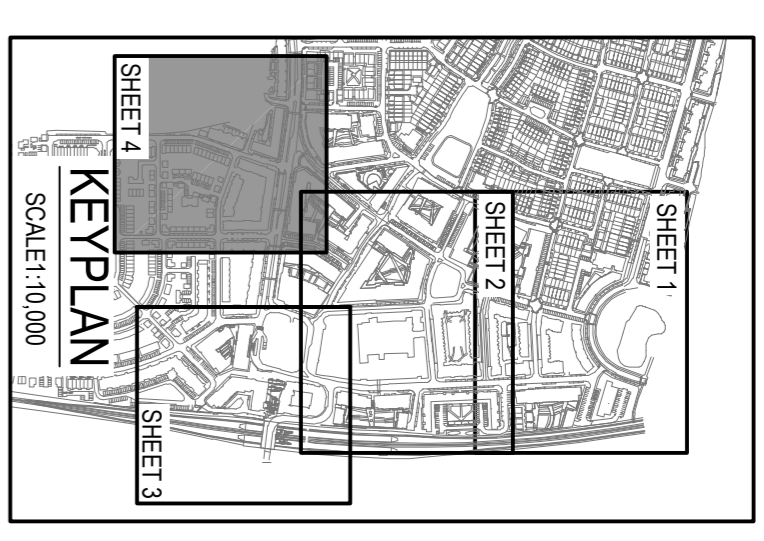 SHEET 1
SHEET 2
SHEET 4
KEYPLAN
SCALE1:10,000
SHEET 3